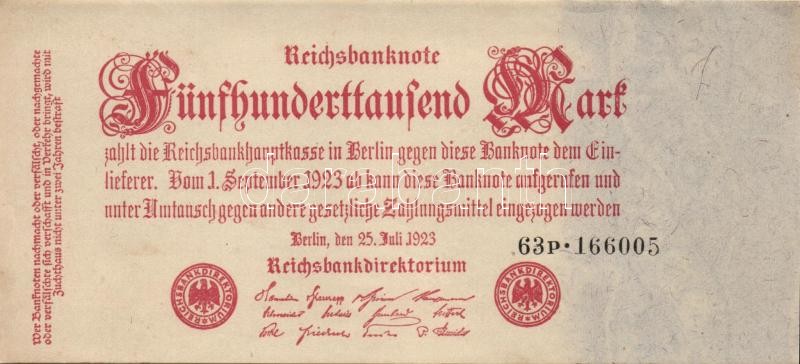 Reichsbanknote
Fünfhunderttausend Mark
zahlt die Reichsbankhauptkasse in Berlin gegen diese Banknote dem Ein-
lieferer. Vom 1. September 1923 ab kann diese Banknote aufgerufen und
unter Umtausch gegen andere gesetzliche Zahlungsmittel eingezogen werden
Berlin, den 25. Juli 1923
63P·166005
Reichsbankdirektorium
REICHSBANKDIREKTORIUM
REICHSBANKDIREKTORIUM
Wer Banknoten nachmacht oder verfälscht, oder nachgemachte
oder verfälschte sich verschafft und in Verkehr bringt, wird mit
Zuchthaus nicht unter zwei Jahren bestraft
darabanth